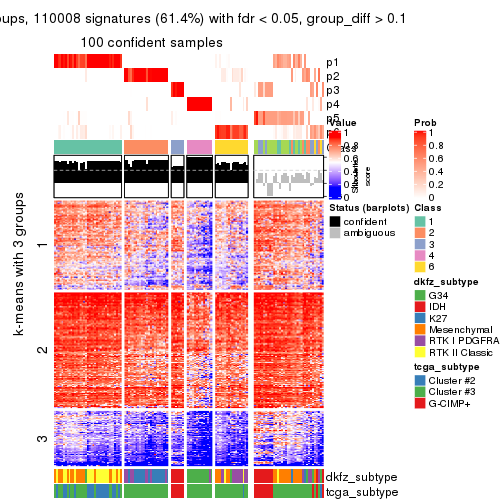 oups, 110008 signatures (61.4%) with fdr < 0.05, group_diff > 0.1
100 confident samples
p1
p2
p3
p4
p5
Value
1
0.8
0.6
0.4
0.2
0
Silhouette
score
Prob
1
0.8
0.6
0.4
0.2
0
Status (barplots)
confident
ambiguous
Class
1
2
3
4
6
dkfz_subtype
G34
IDH
K27
Mesenchymal
RTK I PDGFRA
RTK II Classic
tcga_subtype
Cluster #2
Cluster #3
G-CIMP+
k-means with 3 groups
1
2
3
dkfz_subtype
tcga_subtype